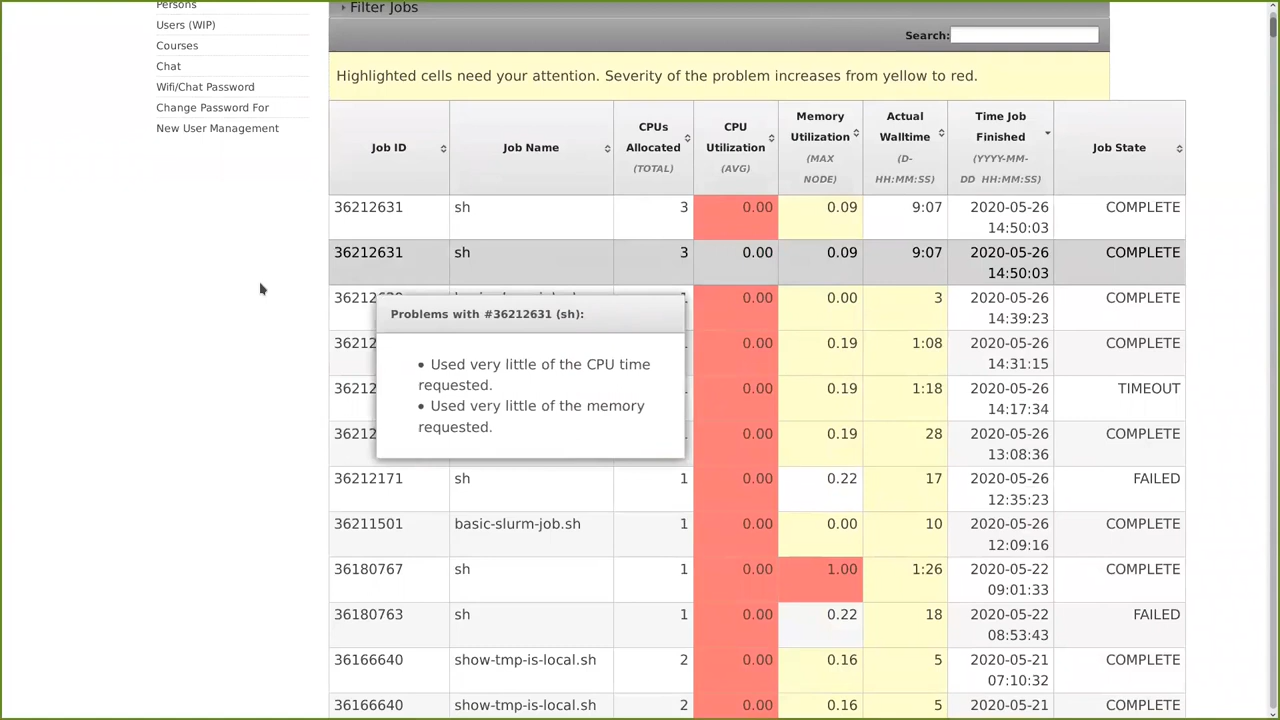 Persons
Users (WIP)
Courses
Chat
Wifi/Chat Password
Change Password For
New User Management
Filter Jobs
Search:
Highlighted cells need your attention. Severity of the problem increases from yellow to red.
Job ID Job Name CPUs Allocated (TOTAL) CPU Utilization (AVG) Memory Utilization (MAX NODE) Actual Walltime (D-HH:MM:SS) Time Job Finished (YYYY-MM-DD HH:MM:SS) Job State
36212631 sh 3 0.00 0.09 9:07 2020-05-26 14:50:03 COMPLETE
36212631 sh 3 0.00 0.09 9:07 2020-05-26 14:50:03 COMPLETE
0.00 0.00 3 2020-05-26 14:39:23 COMPLETE
0.00 0.19 1:08 2020-05-26 14:31:15 COMPLETE
0.00 0.19 1:18 2020-05-26 14:17:34 TIMEOUT
0.00 0.19 28 2020-05-26 13:08:36 COMPLETE
Problems with #36212631 (sh):
• Used very little of the CPU time
requested.
• Used very little of the memory
requested.
36212171 sh 1 0.00 0.22 17 2020-05-26 12:35:23 FAILED
36211501 basic-slurm-job.sh 1 0.00 0.00 10 2020-05-26 12:09:16 COMPLETE
36180767 sh 1 0.00 1.00 1:26 2020-05-22 09:01:33 COMPLETE
36180763 sh 1 0.00 0.22 18 2020-05-22 08:53:43 FAILED
36166640 show-tmp-is-local.sh 2 0.00 0.16 5 2020-05-21 07:10:32 COMPLETE
36166640 show-tmp-is-local.sh 2 0.00 0.16 5 2020-05-21 COMPLETE